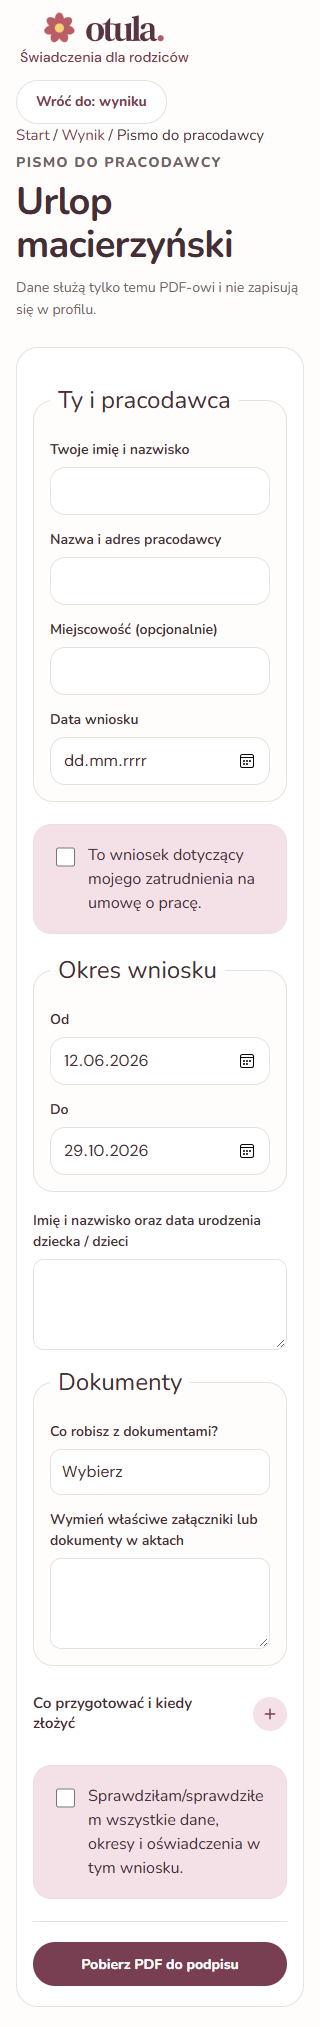 otula.
Świadczenia dla rodziców
Wróć do: wyniku
Start / Wynik / Pismo do pracodawcy
PISMO DO PRACODAWCY
Urlop
macierzyński
Dane służą tylko temu PDF-owi i nie zapisują
się w profilu.
Ty i pracodawca
Twoje imię i nazwisko
Nazwa i adres pracodawcy
Miejscowość (opcjonalnie)
Data wniosku
dd.mm.rrrr
To wniosek dotyczący
mojego zatrudnienia na
umowę o pracę.
Okres wniosku
Od
12.06.2026
Do
29.10.2026
Imię i nazwisko oraz data urodzenia
dziecka / dzieci
Dokumenty
Co robisz z dokumentami?
Wybierz
Wymień właściwe załączniki lub
dokumenty w aktach
Co przygotować i kiedy
złożyć
+
Sprawdziłam/sprawdziłe
m wszystkie dane,
okresy i oświadczenia w
tym wniosku.
Pobierz PDF do podpisu